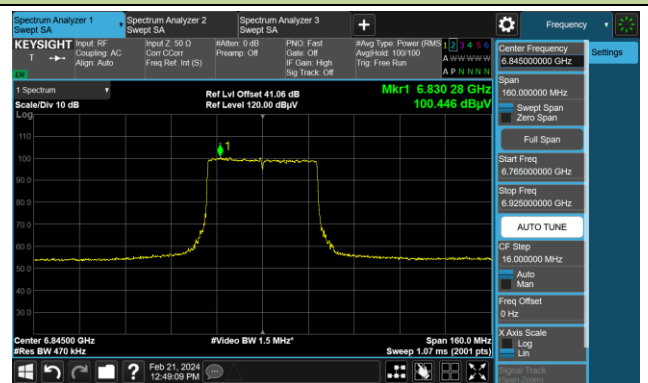 Spectrum Analyzer 1
Swept SA
Spectrum Analyzer 2
Swept SA
Spectrum Analyzer 3
Swept SA
+
Frequency
KEYSIGHT
T
LW
Input: RF
Coupling: AC
Align: Auto
Input Z: 50 Ω
Corr CCorr
Freq Ref: Int (S)
#Atten: 0 dB
Preamp: Off
PNO: Fast
Gate: Off
IF Gain: High
Sig Track: Off
#Avg Type: Power (RMS
Avg|Hold: 100/100
Trig: Free Run
1 2 3 4 5 6
A W W W W W
A P N N N N
1 Spectrum
Scale/Div 10 dB
Log
Ref Lvl Offset 41.06 dB
Ref Level 120.00 dBµV
Mkr1 6.830 28 GHz
100.446 dBµV
110
100
90.0
80.0
70.0
60.0
50.0
40.0
30.0
1
Center 6.84500 GHz
#Res BW 470 kHz
#Video BW 1.5 MHz*
Span 160.0 MHz
Sweep 1.07 ms (2001 pts)
Feb 21, 2024
12:49:09 PM
Center Frequency
6.845000000 GHz
Settings
Span
160.000000 MHz
Swept Span
Zero Span
Full Span
Start Freq
6.765000000 GHz
Stop Freq
6.925000000 GHz
AUTO TUNE
CF Step
16.000000 MHz
Auto
Man
Freq Offset
0 Hz
X Axis Scale
Log
Lin
Signal Track
(Span Zoom)